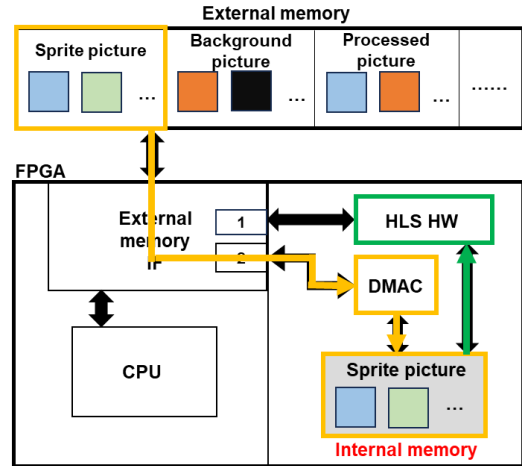 External memory
Sprite picture
...
Background
picture
...
Processed
picture
...
......
FPGA
External
memory
IF
1
2
HLS HW
DMAC
CPU
Sprite picture
...
Internal memory